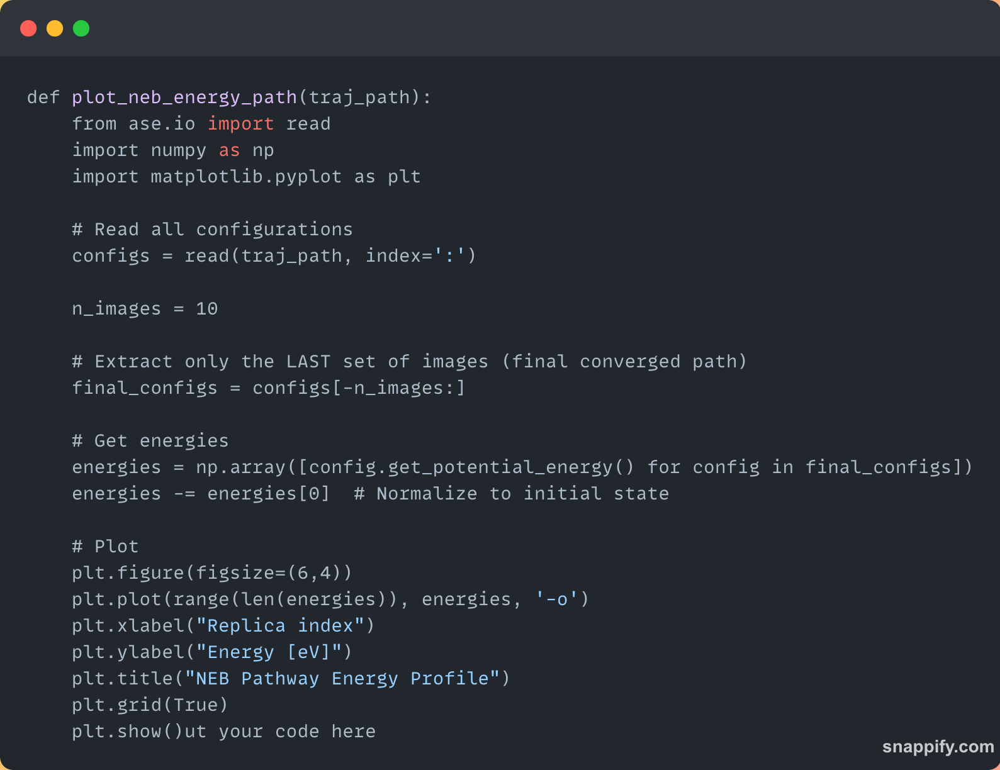 def plot_neb_energy_path(traj_path):
    from ase.io import read
    import numpy as np
    import matplotlib.pyplot as plt
    # Read all configurations
    configs = read(traj_path, index=':')
    n_images = 10
    # Extract only the LAST set of images (final converged path)
    final_configs = configs[-n_images:]
    # Get energies
    energies = np.array([config.get_potential_energy() for config in final_configs])
    energies -= energies[0]  # Normalize to initial state
    # Plot
    plt.figure(figsize=(6,4))
    plt.plot(range(len(energies)), energies, '-o')
    plt.xlabel("Replica index")
    plt.ylabel("Energy [eV]")
    plt.title("NEB Pathway Energy Profile")
    plt.grid(True)
    plt.show()ut your code here
snappify.com